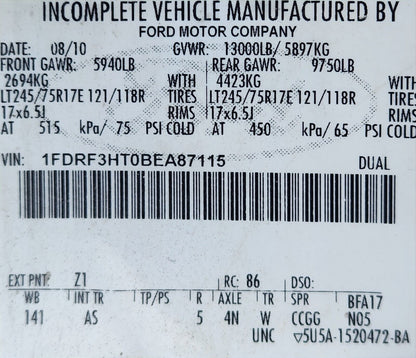 INCOMPLETE VEHICLE MANUFACTURED BY
FORD MOTOR COMPANY
DATE: 08/10 GVWR: 13000LB/ 5897KG
FRONT GAWR: 5940LB REAR GAWR: 9750LB
2694KG WITH 4423KG WITH
LT245/75R17E 121/118R TIRES LT245/75R17E 121/118R TIRES
17x6.5J RIMS 17x6.5J RIMS
AT 515 kPa/ 75 PSI COLD AT 450 kPa/ 65 PSI COLD
VIN: 1FDRF3HT0BEA87115 DUAL
EXT PNT: Z1 RC: 86 DSO:
WB INT TR TP/PS R AXLE TR SPR BFA17
141 AS 5 4N W CCGG N05
UNC ▽5U5A-1520472-BA